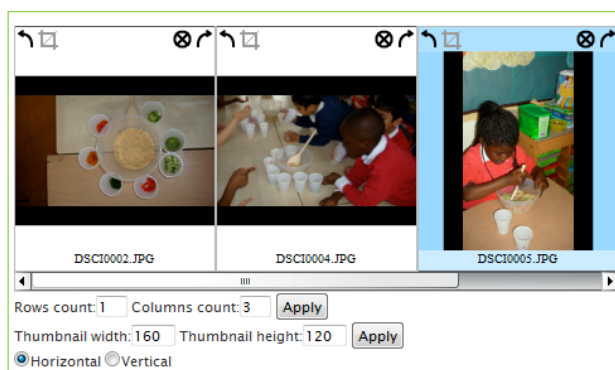 DSCI0002.JPG DSCI0004.JPG DSCI0005.JPG
Rows count: 1 Columns count: 3 Apply
Thumbnail width: 160 Thumbnail height: 120 Apply
Horizontal Vertical